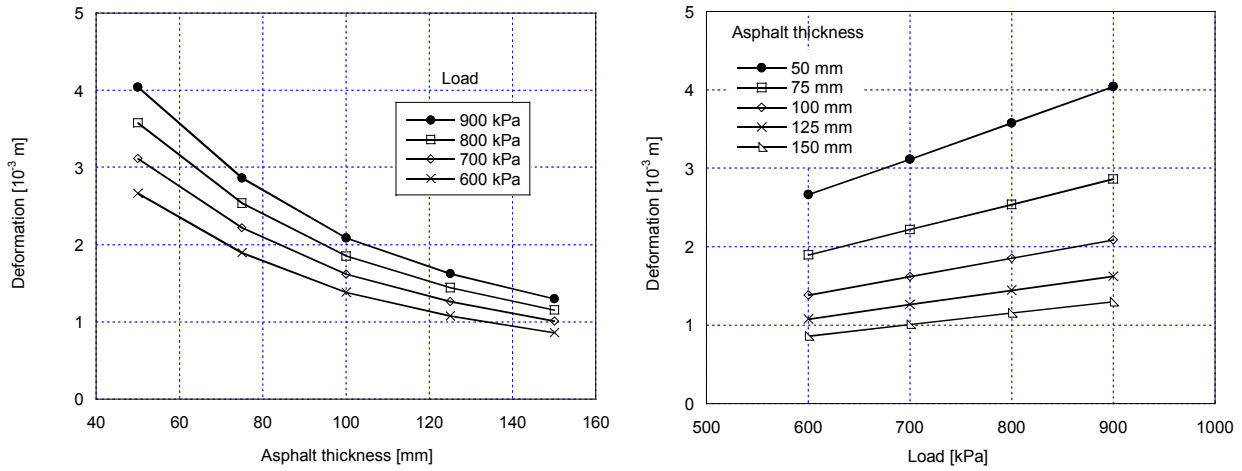 5
4
3
2
1
0
Deformation [10⁻³ m]
Load
900 kPa
800 kPa
700 kPa
600 kPa
40 60 80 100 120 140 160
Asphalt thickness [mm]
5
4
3
2
1
0
Deformation [10⁻³ m]
Asphalt thickness
50 mm
75 mm
100 mm
125 mm
150 mm
500 600 700 800 900 1000
Load [kPa]